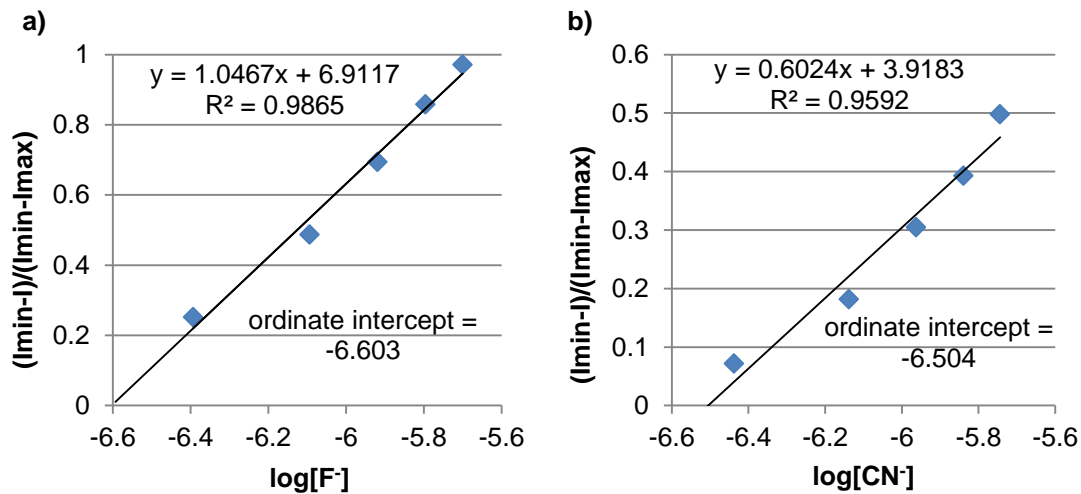 a)
y = 1.0467x + 6.9117
R² = 0.9865
ordinate intercept =
-6.603
(Imin-I)/(Imin-Imax)
1
0.8
0.6
0.4
0.2
0
-6.6
-6.4
-6.2
-6
-5.8
-5.6
log[F⁻]
b)
y = 0.6024x + 3.9183
R² = 0.9592
ordinate intercept =
-6.504
(Imin-I)/(Imin-Imax)
0.6
0.5
0.4
0.3
0.2
0.1
0
-6.6
-6.4
-6.2
-6
-5.8
-5.6
log[CN⁻]